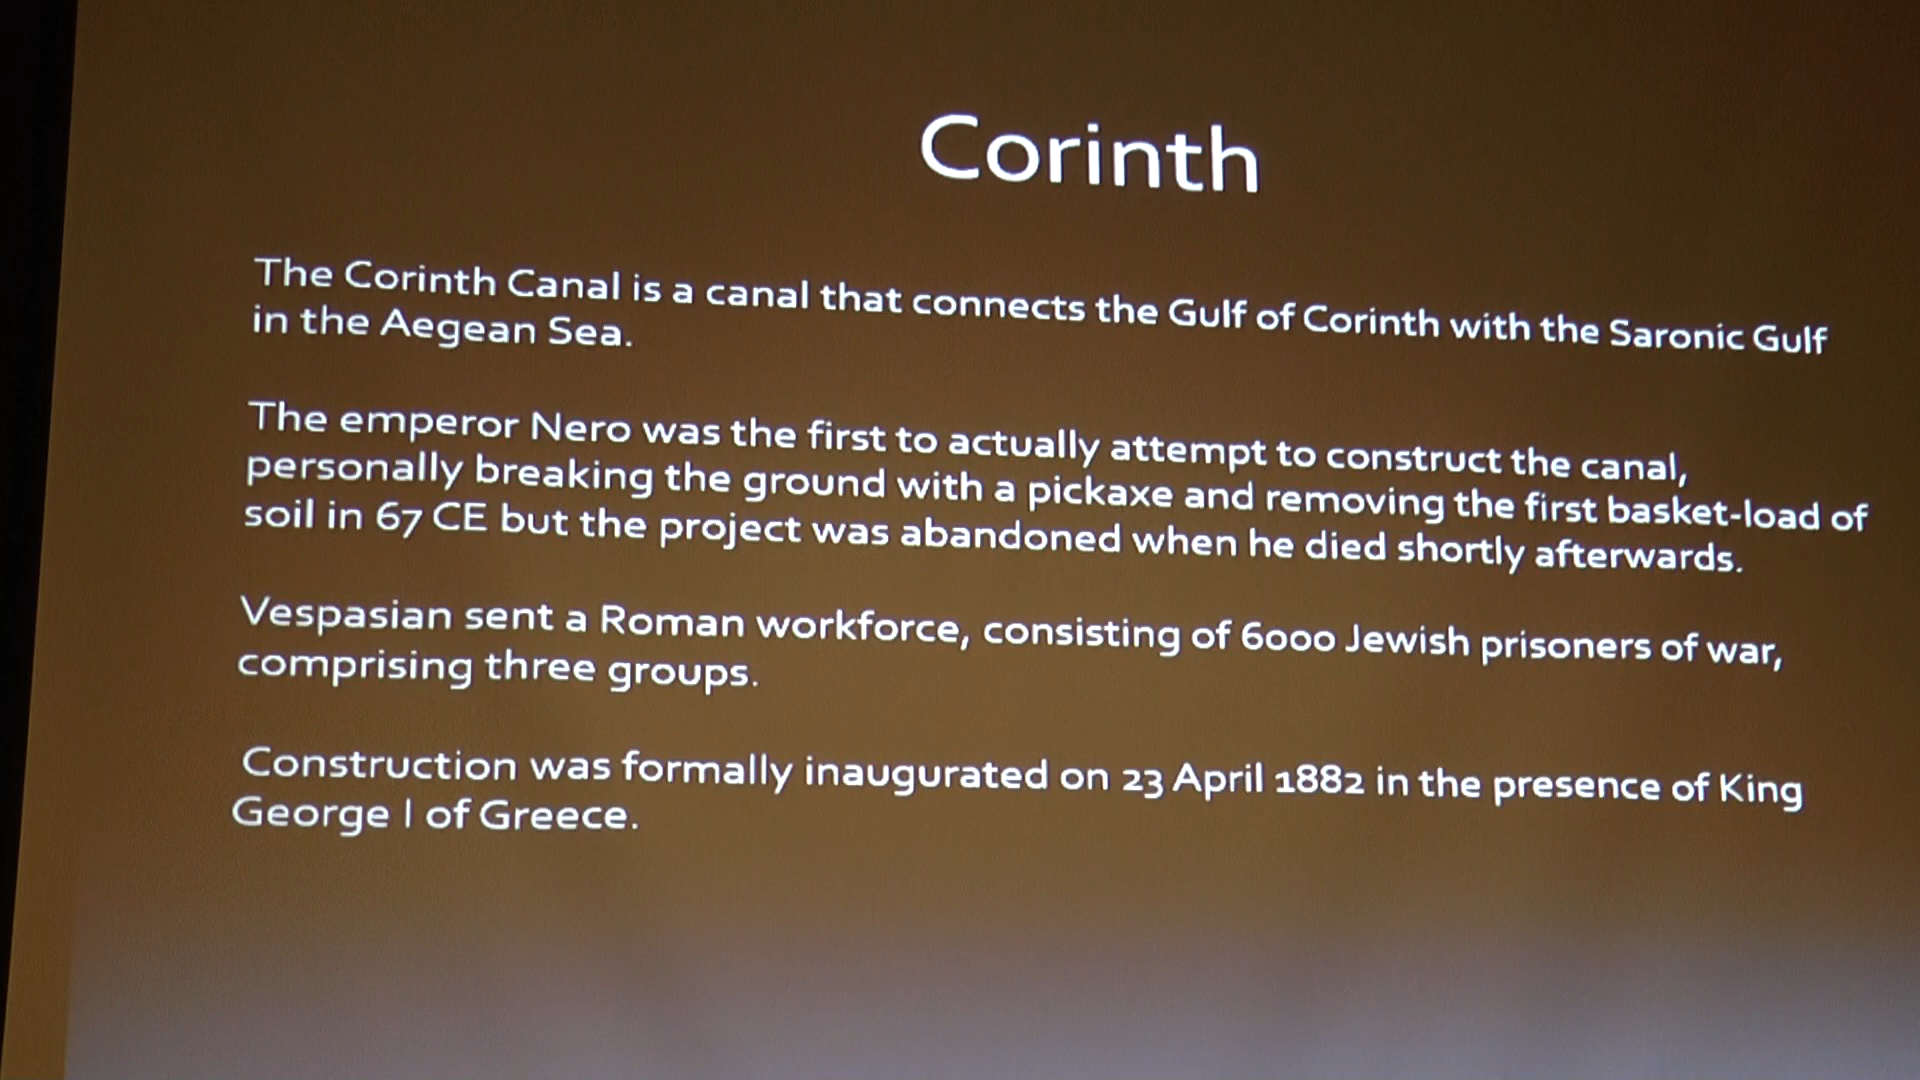 Corinth
The Corinth Canal is a canal that connects the Gulf of Corinth with the Saronic Gulf
in the Aegean Sea.
The emperor Nero was the first to actually attempt to construct the canal,
personally breaking the ground with a pickaxe and removing the first basket-load of
soil in 67 CE but the project was abandoned when he died shortly afterwards.
Vespasian sent a Roman workforce, consisting of 6000 Jewish prisoners of war,
comprising three groups.
Construction was formally inaugurated on 23 April 1882 in the presence of King
George I of Greece.